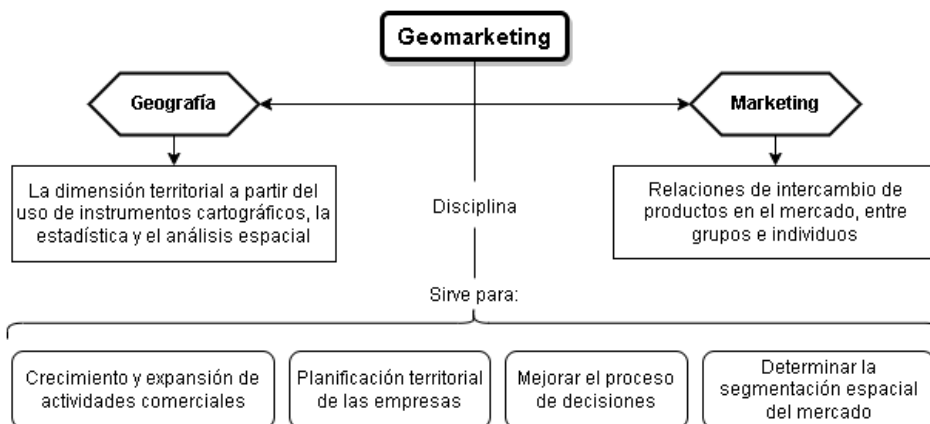 Geomarketing
Geografía
Marketing
La dimensión territorial a partir del
uso de instrumentos cartográficos, la
estadística y el análisis espacial
Disciplina
Relaciones de intercambio de
productos en el mercado, entre
grupos e individuos
Sirve para:
Crecimiento y expansión de
actividades comerciales
Planificación territorial
de las empresas
Mejorar el proceso
de decisiones
Determinar la
segmentación espacial
del mercado